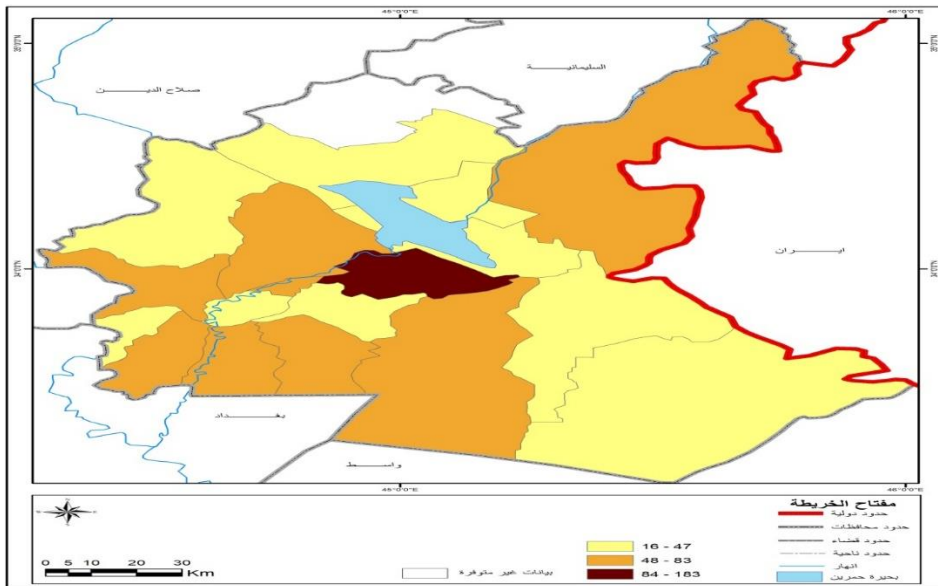 السليمانية
صلاح الدين
ايران
بغداد
واسط
45°0'0"E
46°0'0"E
مفتاح الخريطة
حدود دولية
حدود محافظات
حدود قضاء
حدود ناحية
انهار
بحيرة حمرين
16 - 47
48 - 83
84 - 183
بيانات غير متوفرة
0 5 10 20 30
Km